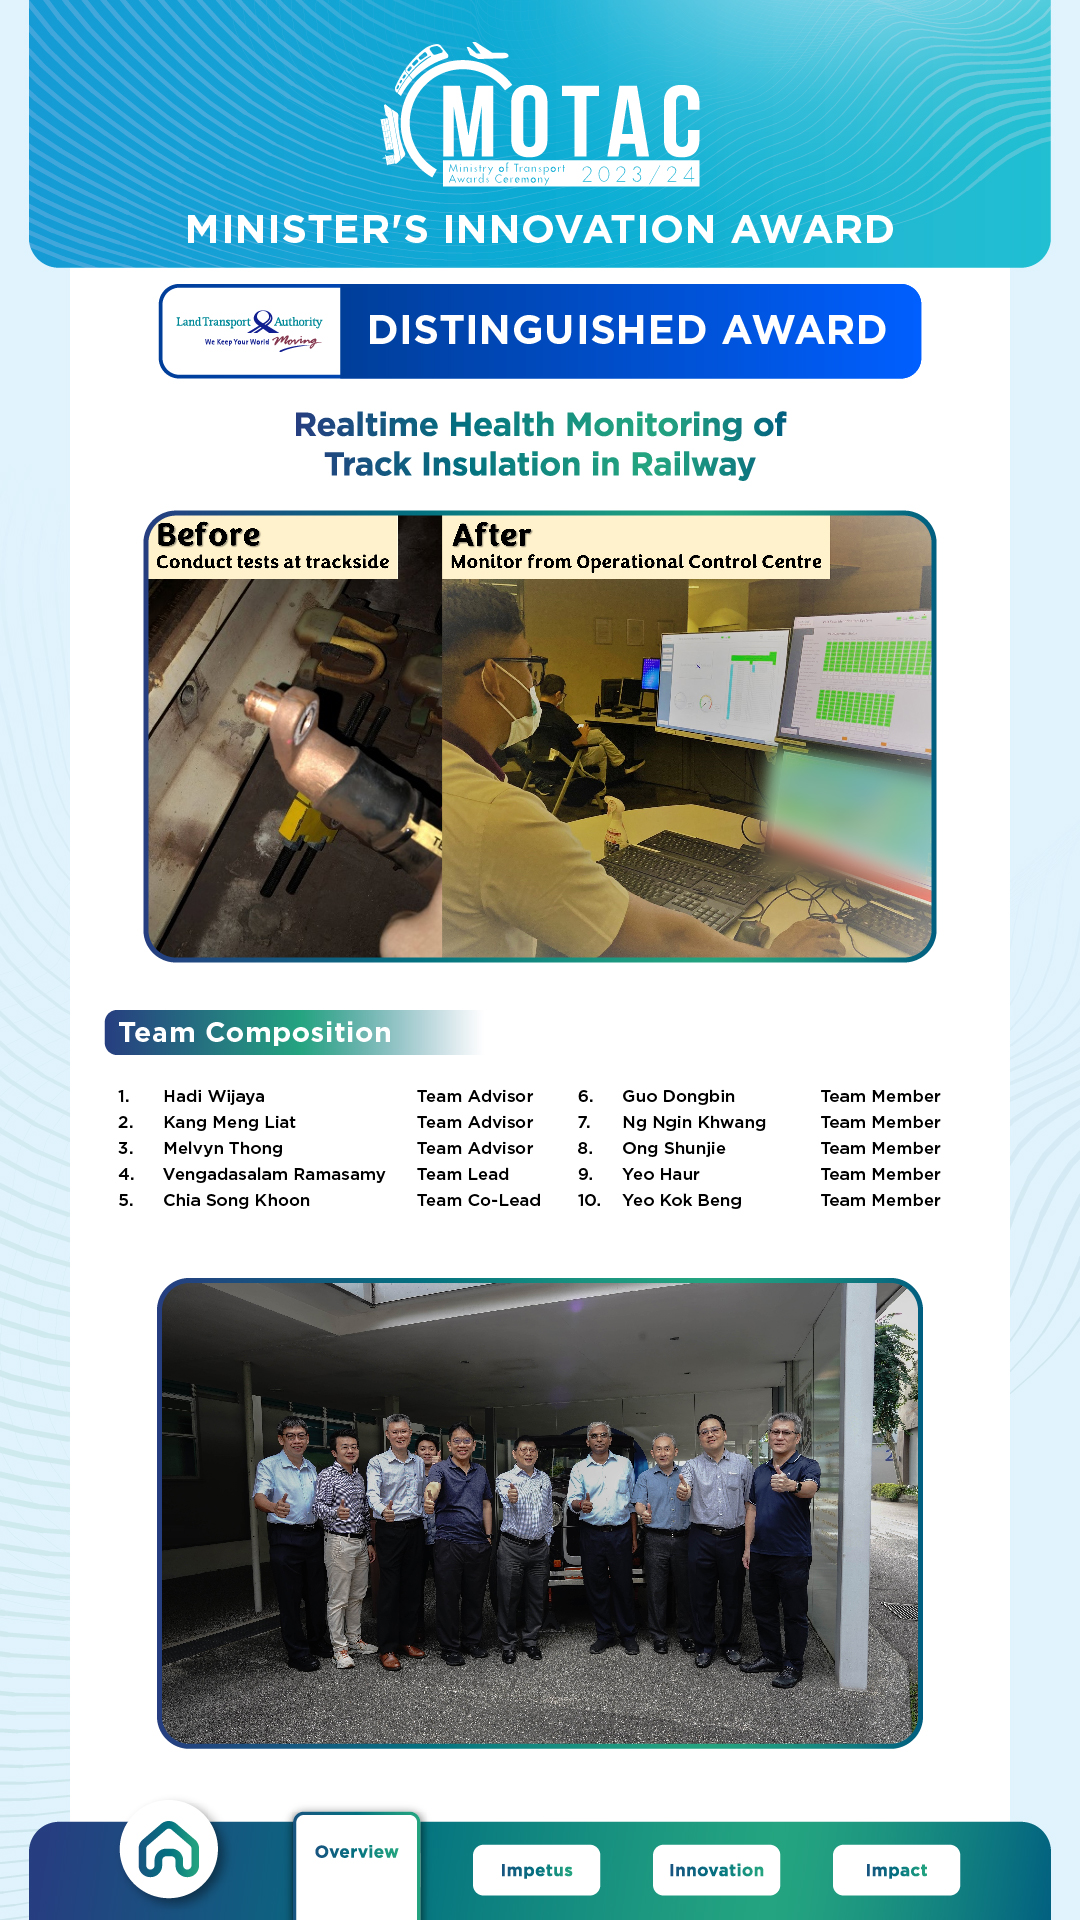 MOTAC
Ministry of Transport
Awards Ceremony 2023/24
MINISTER'S INNOVATION AWARD
Land Transport Authority
We Keep Your World Moving
DISTINGUISHED AWARD
Realtime Health Monitoring of
Track Insulation in Railway
Before
Conduct tests at trackside
After
Monitor from Operational Control Centre
Team Composition
1. Hadi Wijaya Team Advisor
2. Kang Meng Liat Team Advisor
3. Melvyn Thong Team Advisor
4. Vengadasalam Ramasamy Team Lead
5. Chia Song Khoon Team Co-Lead
6. Guo Dongbin Team Member
7. Ng Ngin Khwang Team Member
8. Ong Shunjie Team Member
9. Yeo Haur Team Member
10. Yeo Kok Beng Team Member
2
Overview
Impetus
Innovation
Impact